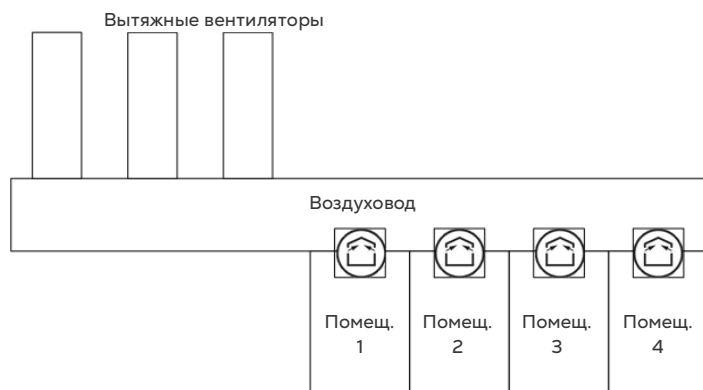 Вытяжные вентиляторы
Воздуховод
Помещ. Помещ. Помещ. Помещ.
1 2 3 4